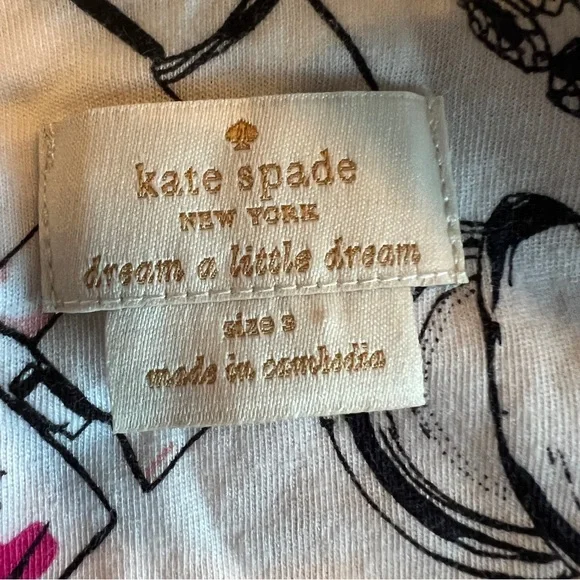 kate spade
NEW YORK
dream a little dream
size s
made in cambodia